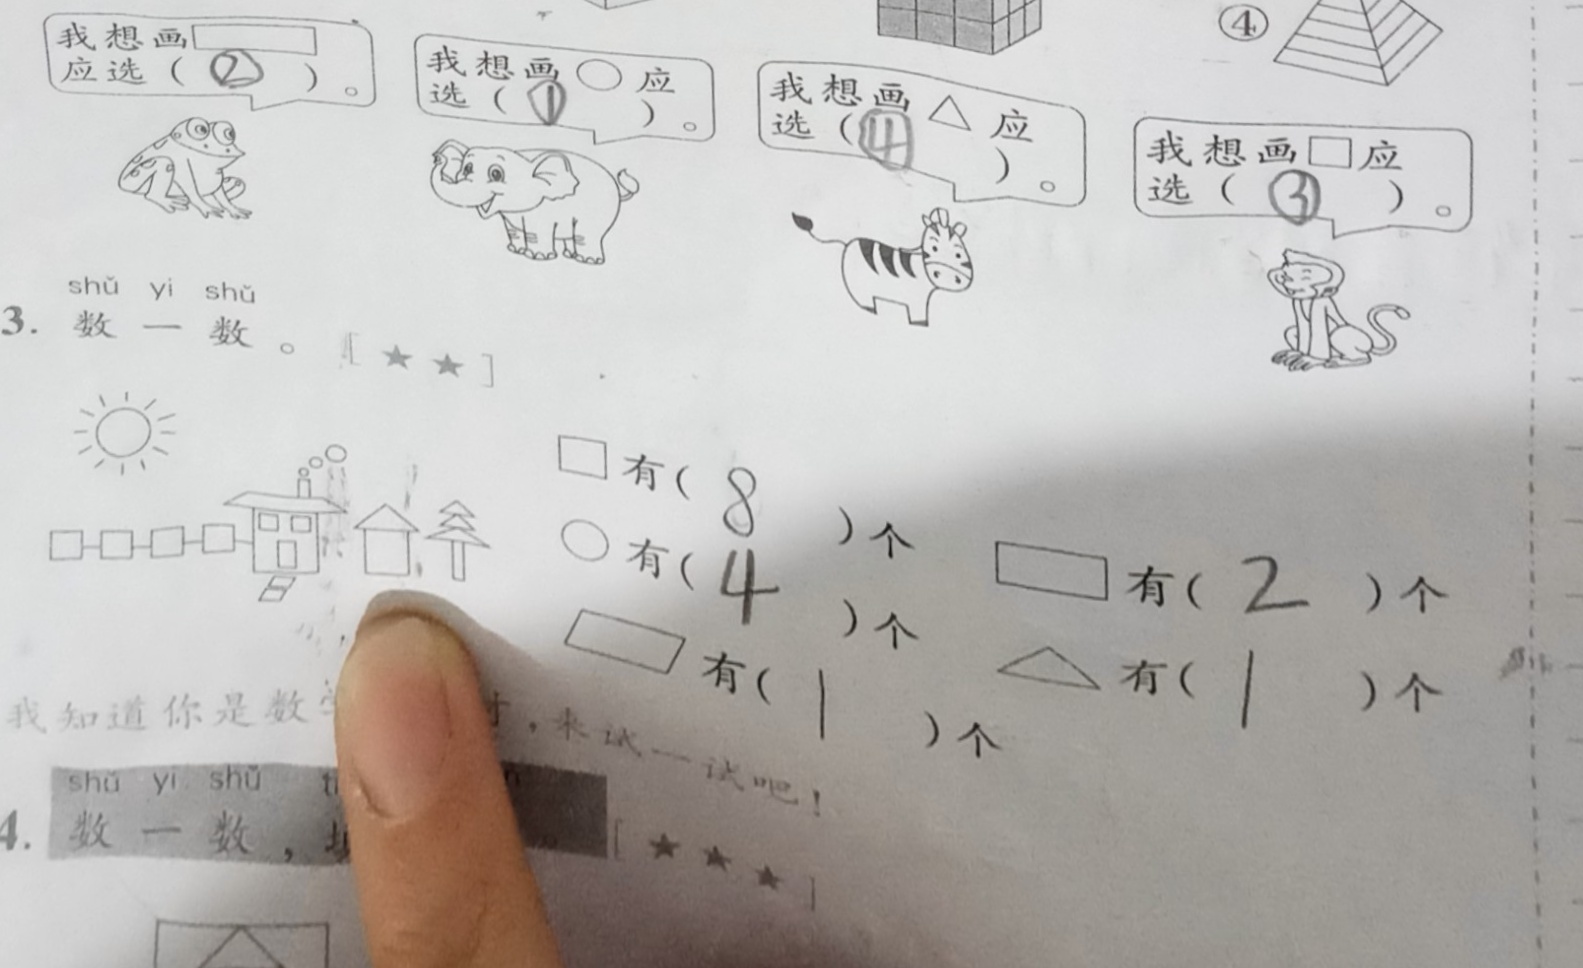 ④
我想画
应选(②)。
我想画 应
选(①)。
我想画 应
选(④)。
我想画 应
选(③)。
shǔ yi shǔ
3. 数一数。[★★]
有(8)个
有(4)个
有(1)个
有(2)个
有(1)个
我知道你是数 ,来试一试吧!
shǔ yi shǔ
4. 数一数, [★★★]